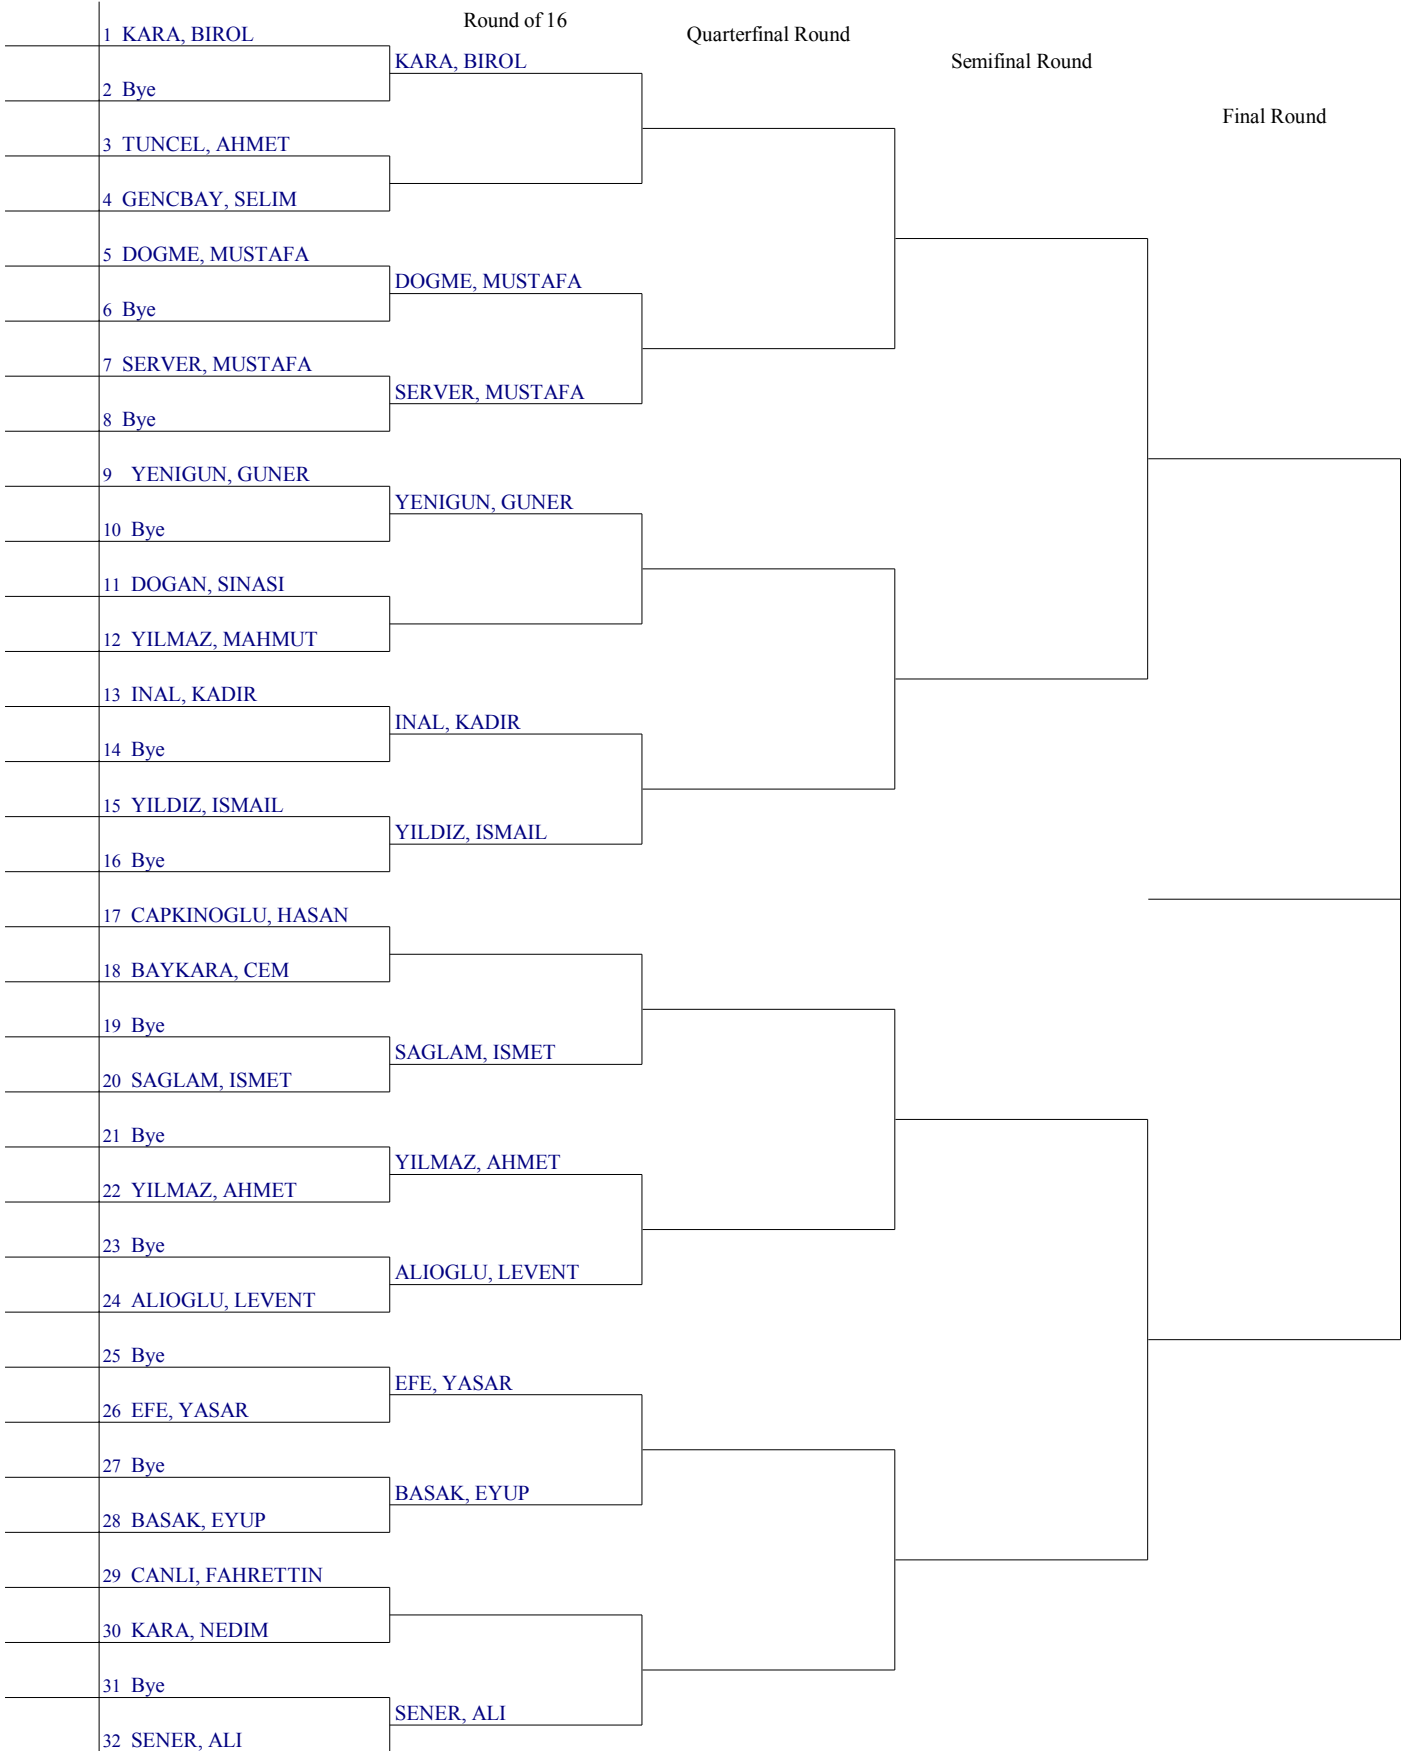 Round of 16
Quarterfinal Round
Semifinal Round
Final Round
1 KARA, BIROL
KARA, BIROL
2 Bye
3 TUNCEL, AHMET
4 GENCBAY, SELIM
5 DOGME, MUSTAFA
DOGME, MUSTAFA
6 Bye
7 SERVER, MUSTAFA
SERVER, MUSTAFA
8 Bye
9 YENIGUN, GUNER
YENIGUN, GUNER
10 Bye
11 DOGAN, SINASI
12 YILMAZ, MAHMUT
13 INAL, KADIR
INAL, KADIR
14 Bye
15 YILDIZ, ISMAIL
YILDIZ, ISMAIL
16 Bye
17 CAPKINOGLU, HASAN
18 BAYKARA, CEM
19 Bye
SAGLAM, ISMET
20 SAGLAM, ISMET
21 Bye
YILMAZ, AHMET
22 YILMAZ, AHMET
23 Bye
ALIOGLU, LEVENT
24 ALIOGLU, LEVENT
25 Bye
EFE, YASAR
26 EFE, YASAR
27 Bye
BASAK, EYUP
28 BASAK, EYUP
29 CANLI, FAHRETTIN
30 KARA, NEDIM
31 Bye
SENER, ALI
32 SENER, ALI